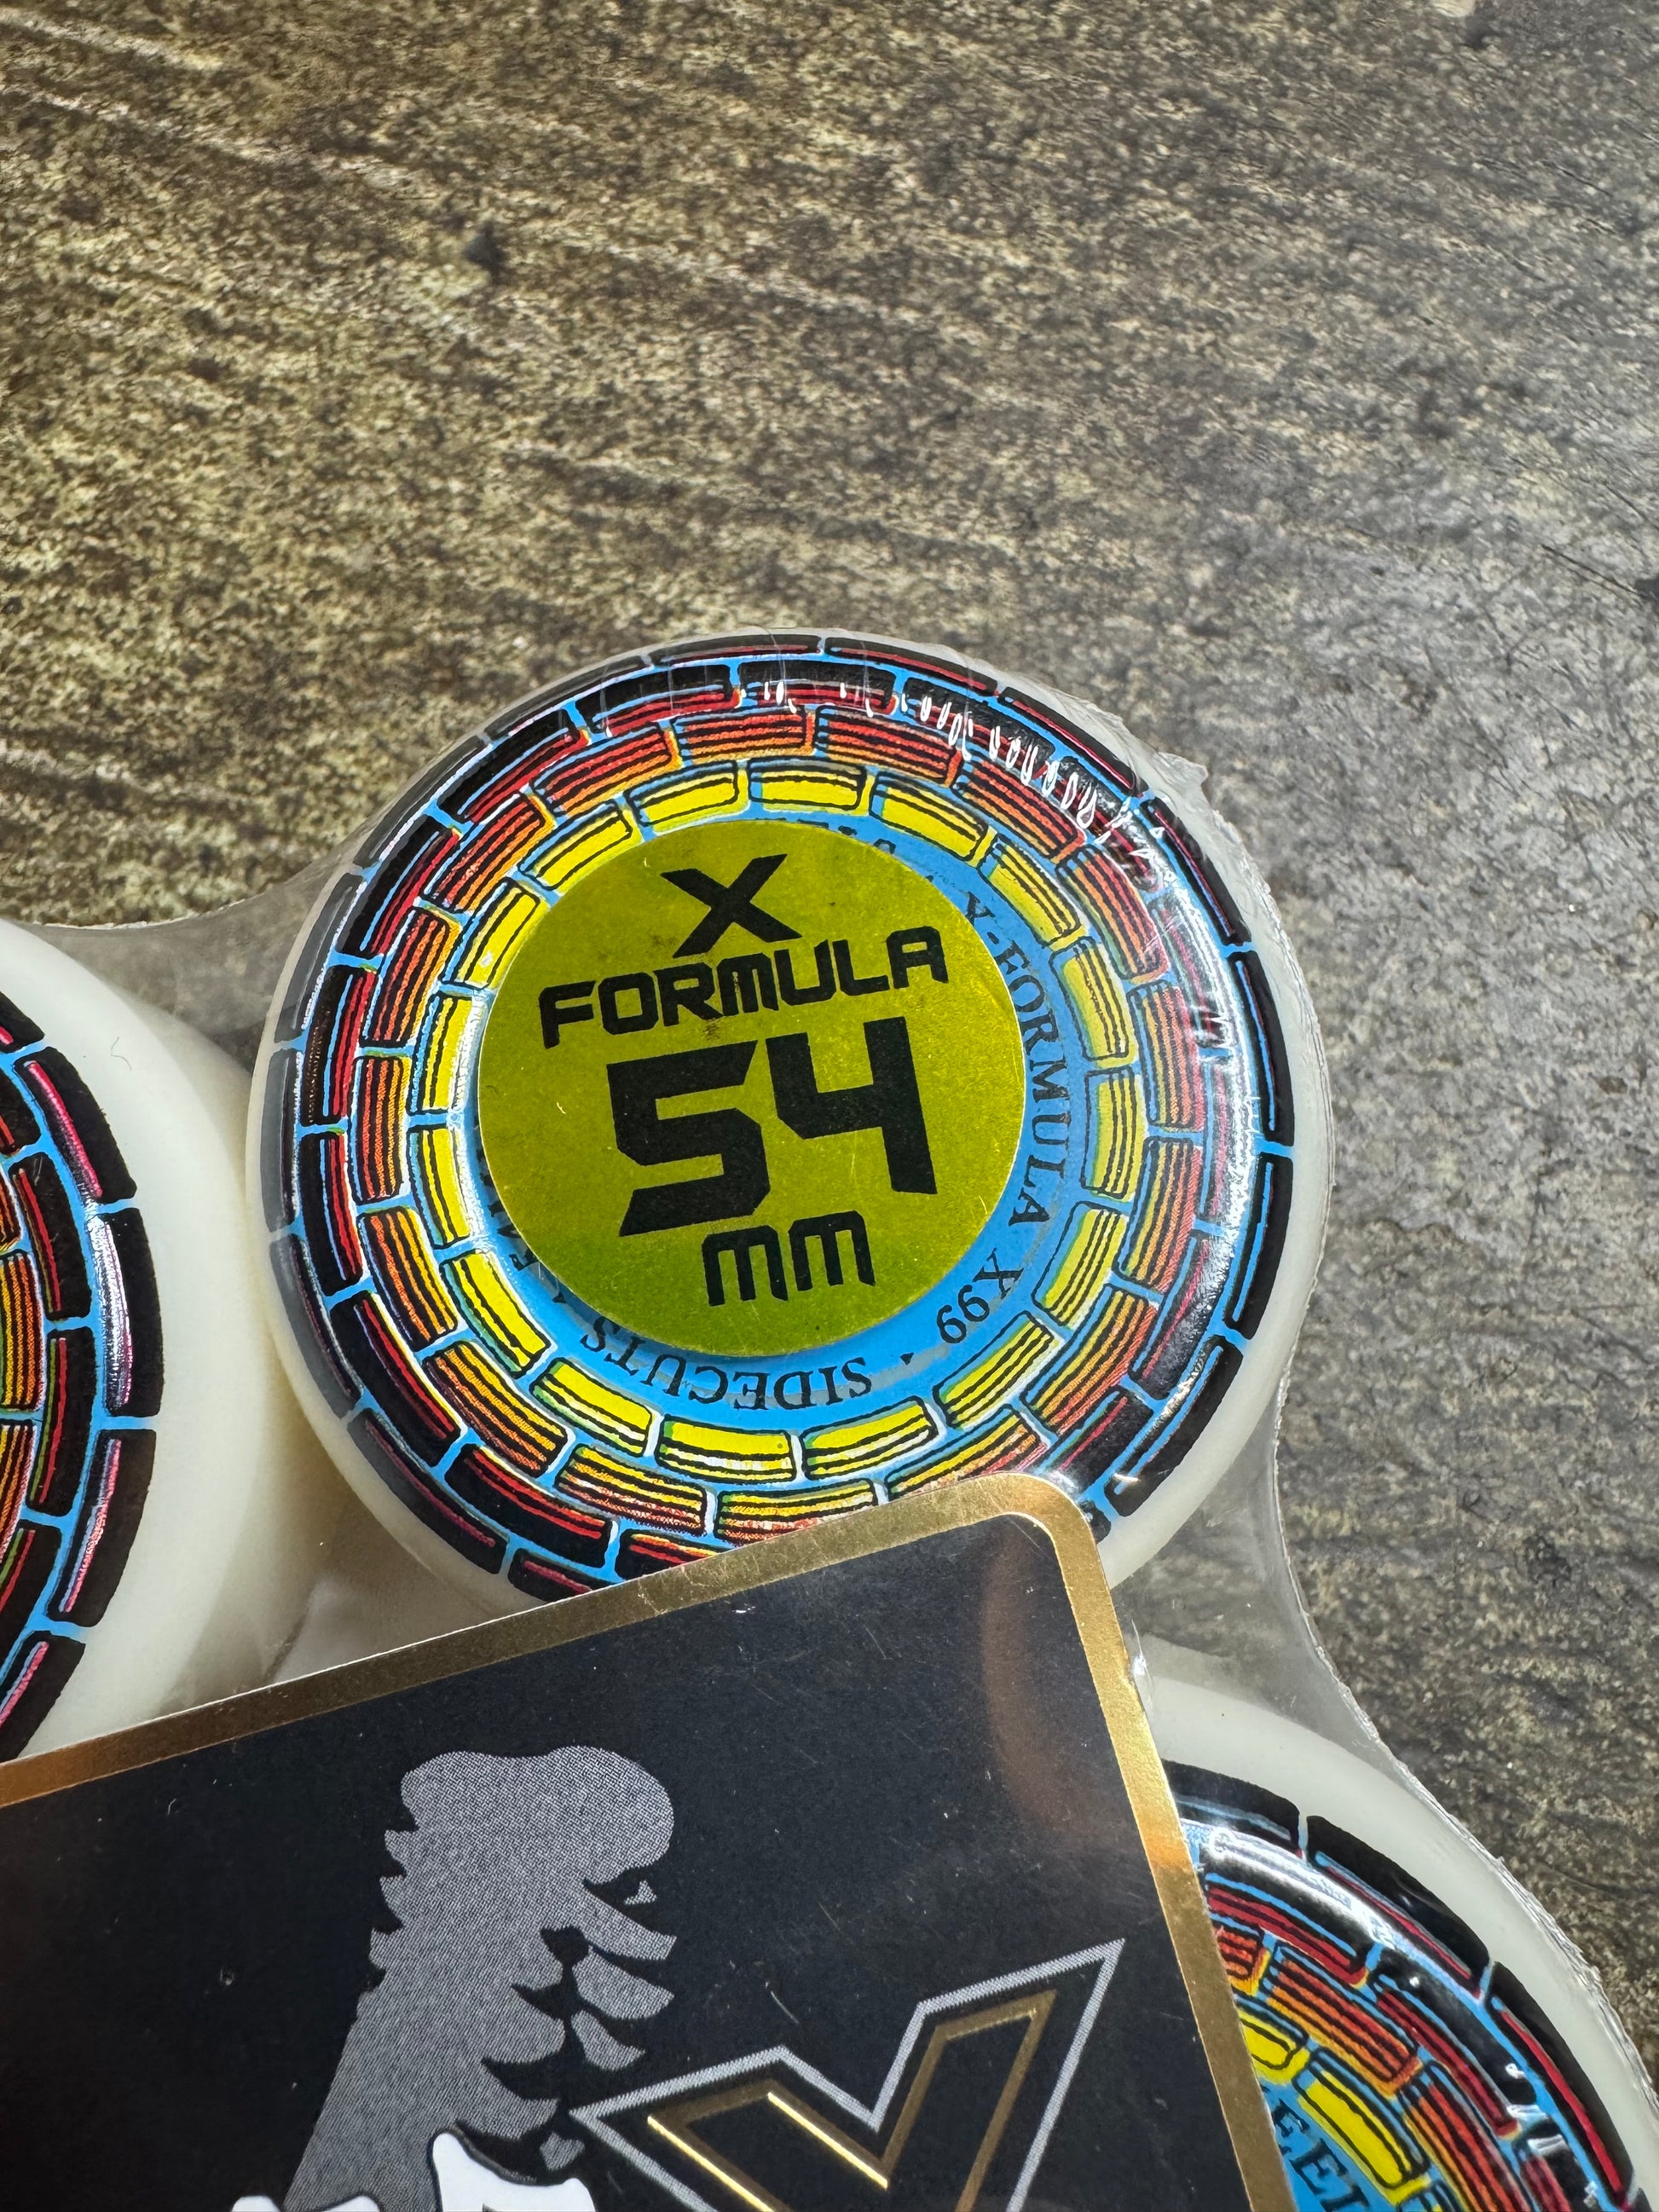 X
FORMULA
54
mm
X-FORMULA X99 · SIDECUTS